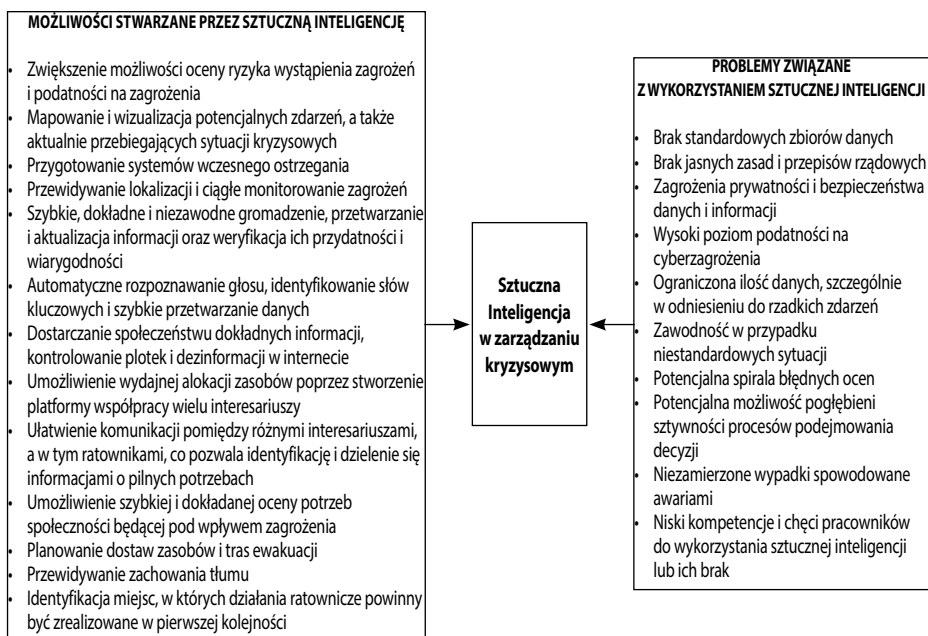 MOŻLIWOŚCI STWARZANE PRZEZ SZTUCZNĄ INTELIGENCJĘ
• Zwiększenie możliwości oceny ryzyka wystąpienia zagrożeń
i podatności na zagrożenia
• Mapowanie i wizualizacja potencjalnych zdarzeń, a także
aktualnie przebiegających sytuacji kryzysowych
• Przygotowanie systemów wczesnego ostrzegania
• Przewidywanie lokalizacji i ciągłe monitorowanie zagrożeń
• Szybkie, dokładne i niezawodne gromadzenie, przetwarzanie
i aktualizacja informacji oraz weryfikacja ich przydatności i
wiarygodności
• Automatyczne rozpoznawanie głosu, identyfikowanie słów
kluczowych i szybkie przetwarzanie danych
• Dostarczanie społeczeństwu dokładnych informacji,
kontrolowanie plotek i dezinformacji w internecie
• Umożliwienie wydajnej alokacji zasobów poprzez stworzenie
platformy współpracy wielu interesariuszy
• Ułatwienie komunikacji pomiędzy różnymi interesariuszami,
a w tym ratownikami, co pozwala identyfikację i dzielenie się
informacjami o pilnych potrzebach
• Umożliwienie szybkiej i dokładanej oceny potrzeb
społeczności będącej pod wpływem zagrożenia
• Planowanie dostaw zasobów i tras ewakuacji
• Przewidywanie zachowania tłumu
• Identyfikacja miejsc, w których działania ratownicze powinny
być zrealizowane w pierwszej kolejności
Sztuczna
Inteligencja
w zarządzaniu
kryzysowym
PROBLEMY ZWIĄZANE
Z WYKORZYSTANIEM SZTUCZNEJ INTELIGENCJI
• Brak standardowych zbiorów danych
• Brak jasnych zasad i przepisów rządowych
• Zagrożenia prywatności i bezpieczeństwa
danych i informacji
• Wysoki poziom podatności na
cyberzagrożenia
• Ograniczona ilość danych, szczególnie
w odniesieniu do rzadkich zdarzeń
• Zawodność w przypadku
niestandardowych sytuacji
• Potencjalna spirala błędnych ocen
• Potencjalna możliwość pogłębieni
sztywności procesów podejmowania
decyzji
• Niezamierzone wypadki spowodowane
awariami
• Niski kompetencje i chęci pracowników
do wykorzystania sztucznej inteligencji
lub ich brak